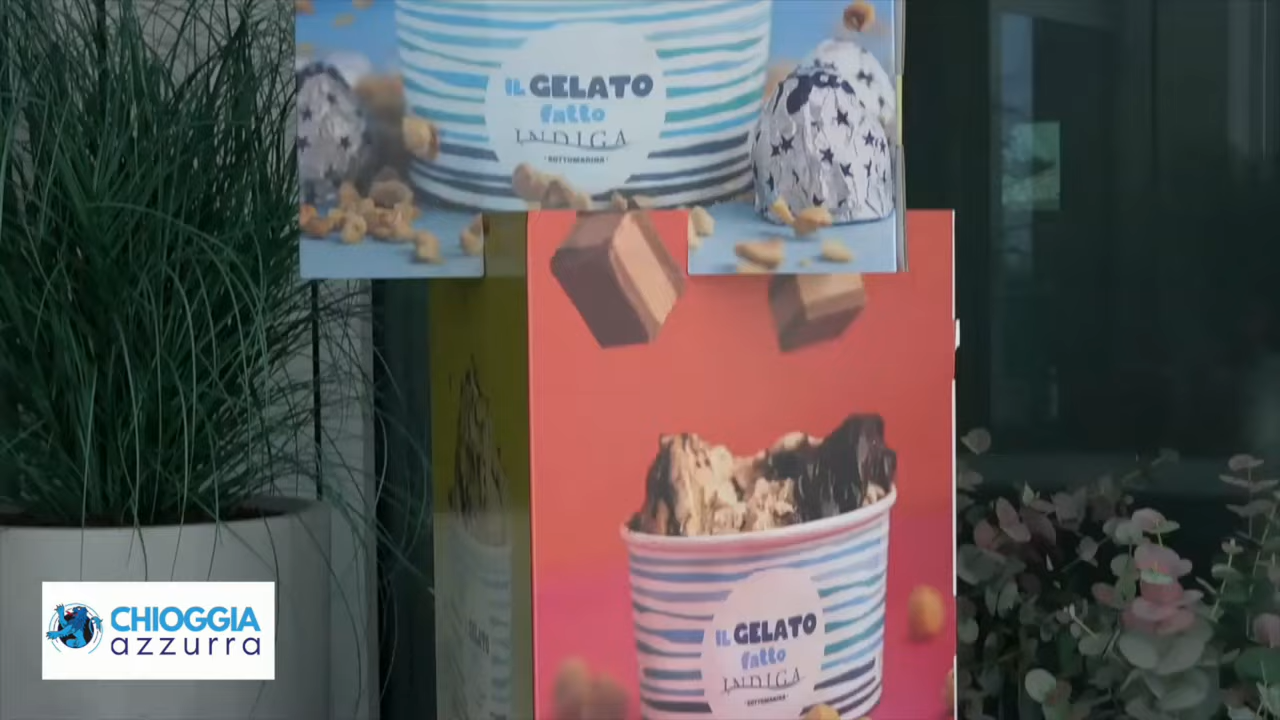 IL GELATO
fatto
INDIGA
·SOTTOMARINA·
IL GELATO
fatto
INDIGA
·SOTTOMARINA·
CHIOGGIA
azzurra